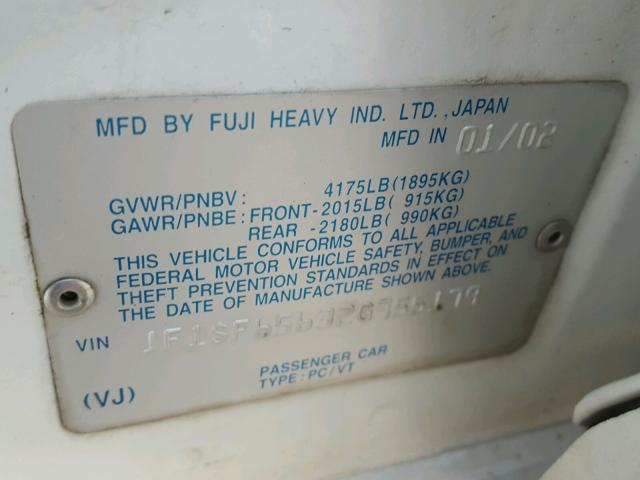 MFD BY FUJI HEAVY IND. LTD., JAPAN
MFD IN 01/02
GVWR/PNBV: 4175LB(1895KG)
GAWR/PNBE: FRONT-2015LB( 915KG)
REAR -2180LB( 990KG)
THIS VEHICLE CONFORMS TO ALL APPLICABLE
FEDERAL MOTOR VEHICLE SAFETY, BUMPER, AND
THEFT PREVENTION STANDARDS IN EFFECT ON
THE DATE OF MANUFACTURE SHOWN ABOVE.
VIN
PASSENGER CAR
(VJ) TYPE: PC/VT